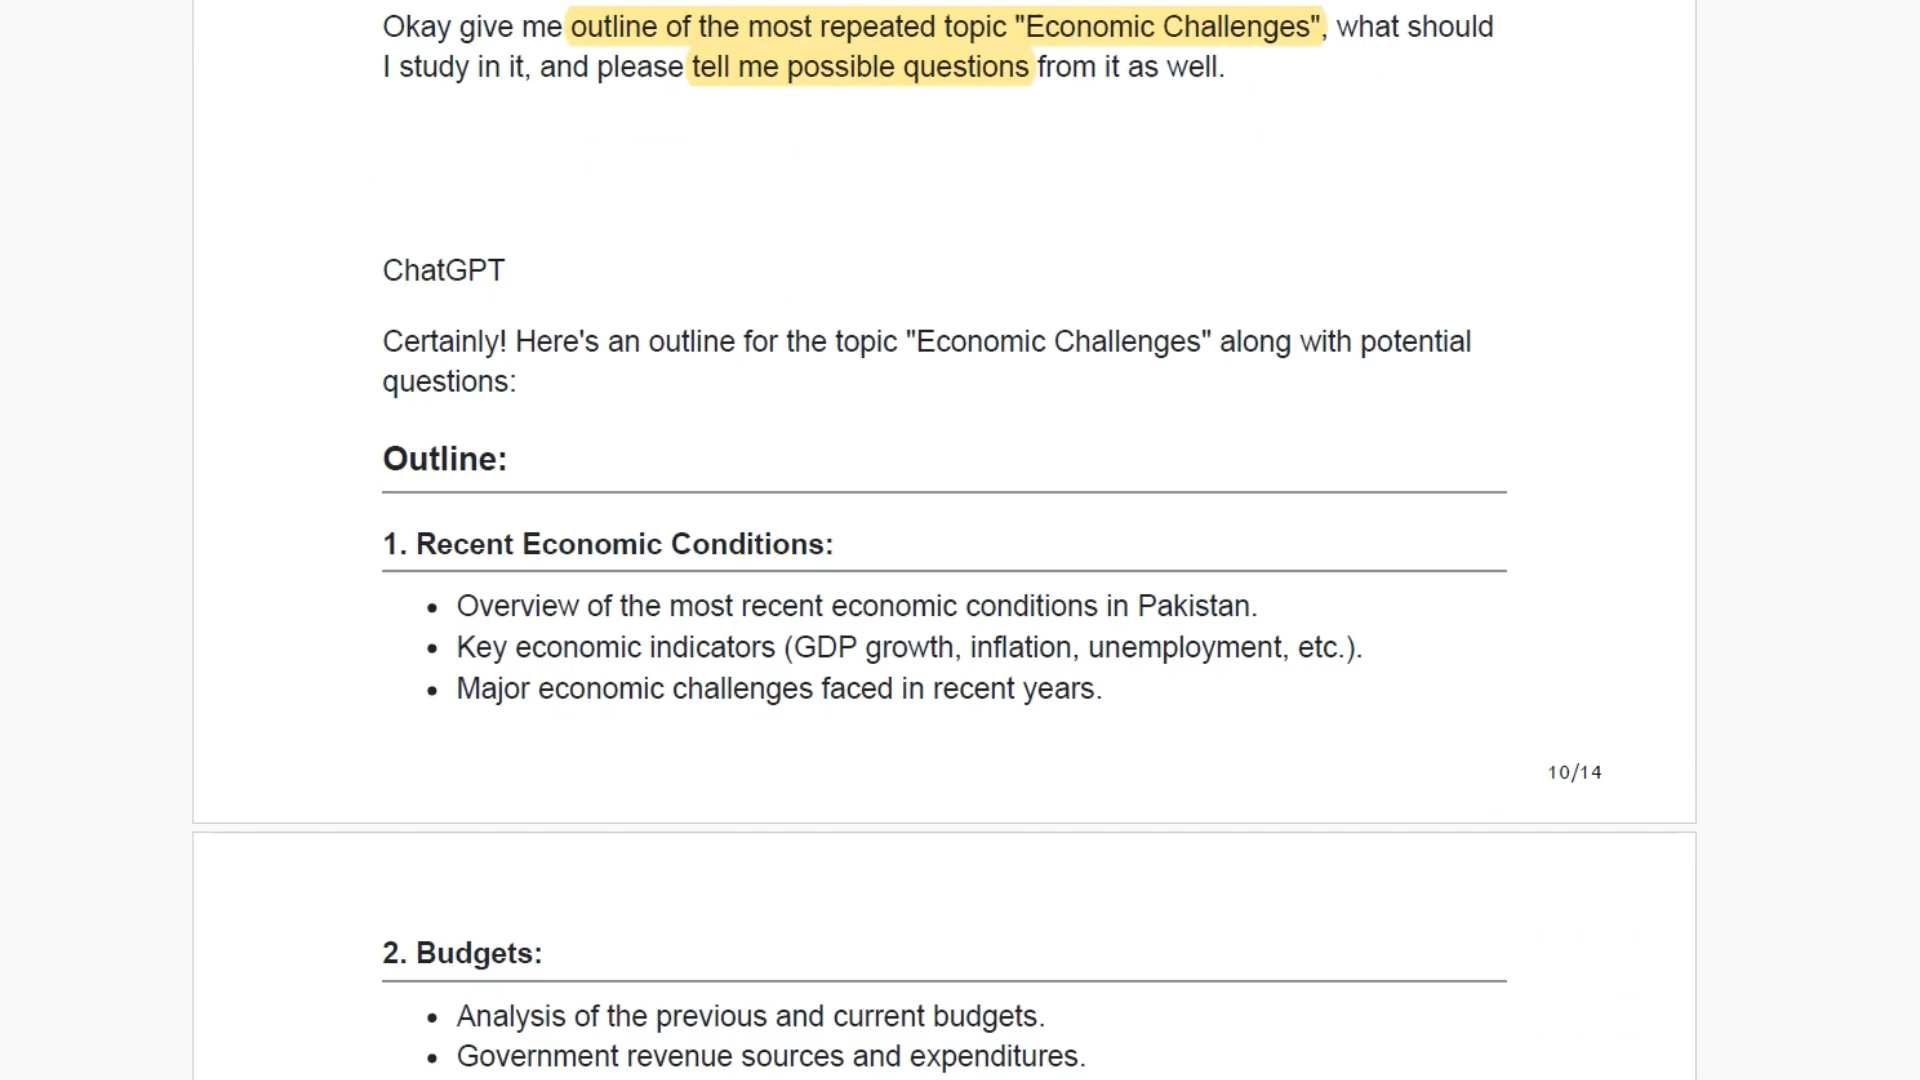 Okay give me outline of the most repeated topic "Economic Challenges", what should
I study in it, and please tell me possible questions from it as well.
ChatGPT
Certainly! Here's an outline for the topic "Economic Challenges" along with potential
questions:
Outline:
1. Recent Economic Conditions:
• Overview of the most recent economic conditions in Pakistan.
• Key economic indicators (GDP growth, inflation, unemployment, etc.).
• Major economic challenges faced in recent years.
10/14
2. Budgets:
• Analysis of the previous and current budgets.
• Government revenue sources and expenditures.